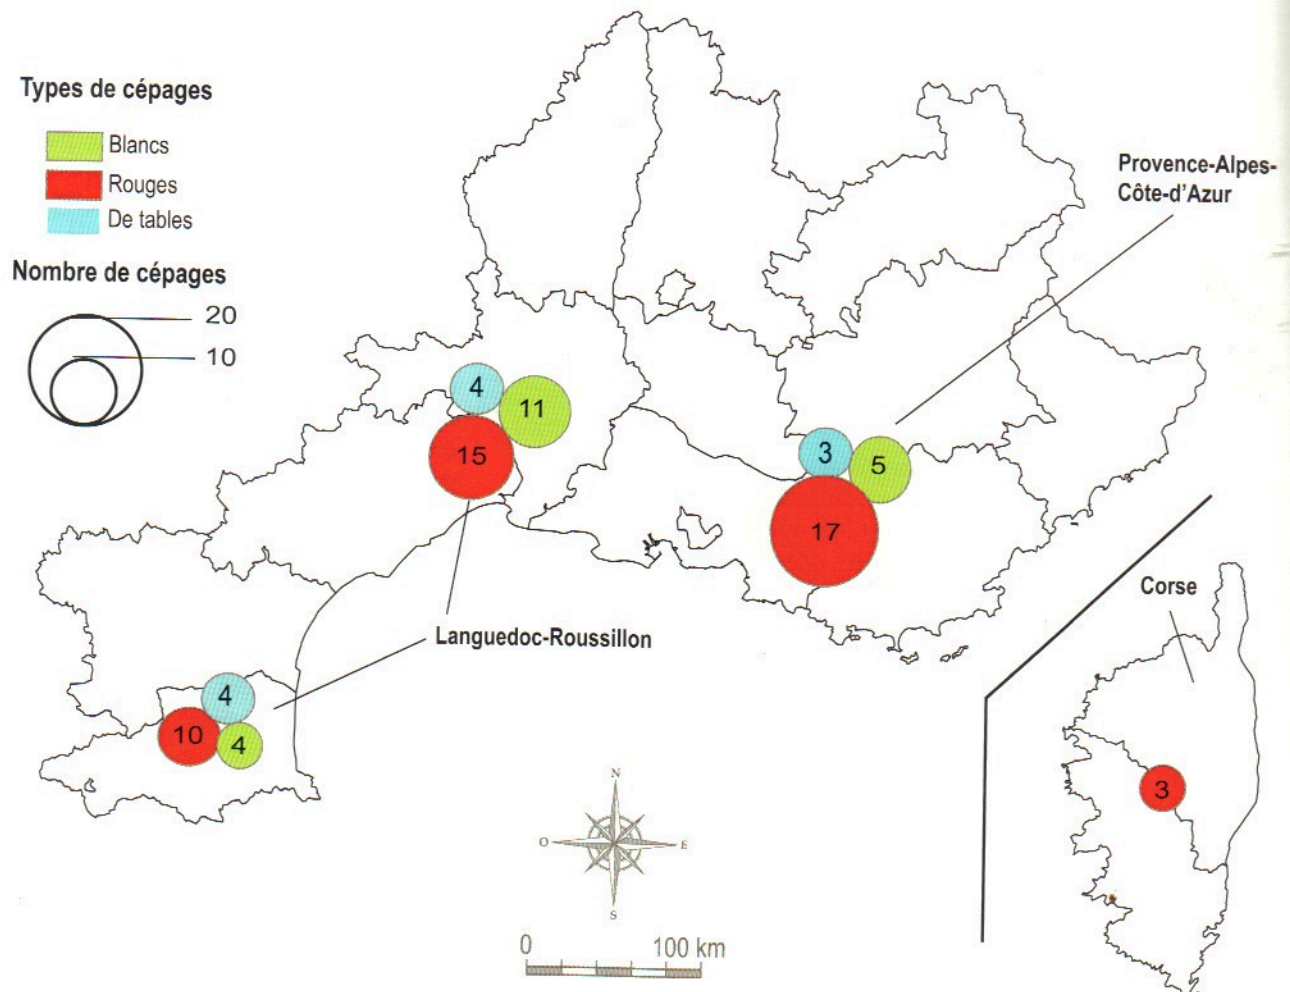 Types de cépages
Blancs
Rouges
De tables
Nombre de cépages
20
10
Provence-Alpes-
Côte-d'Azur
4
11
15
3
5
17
Corse
Languedoc-Roussillon
4
10
4
3
N
O
E
S
0
100 km